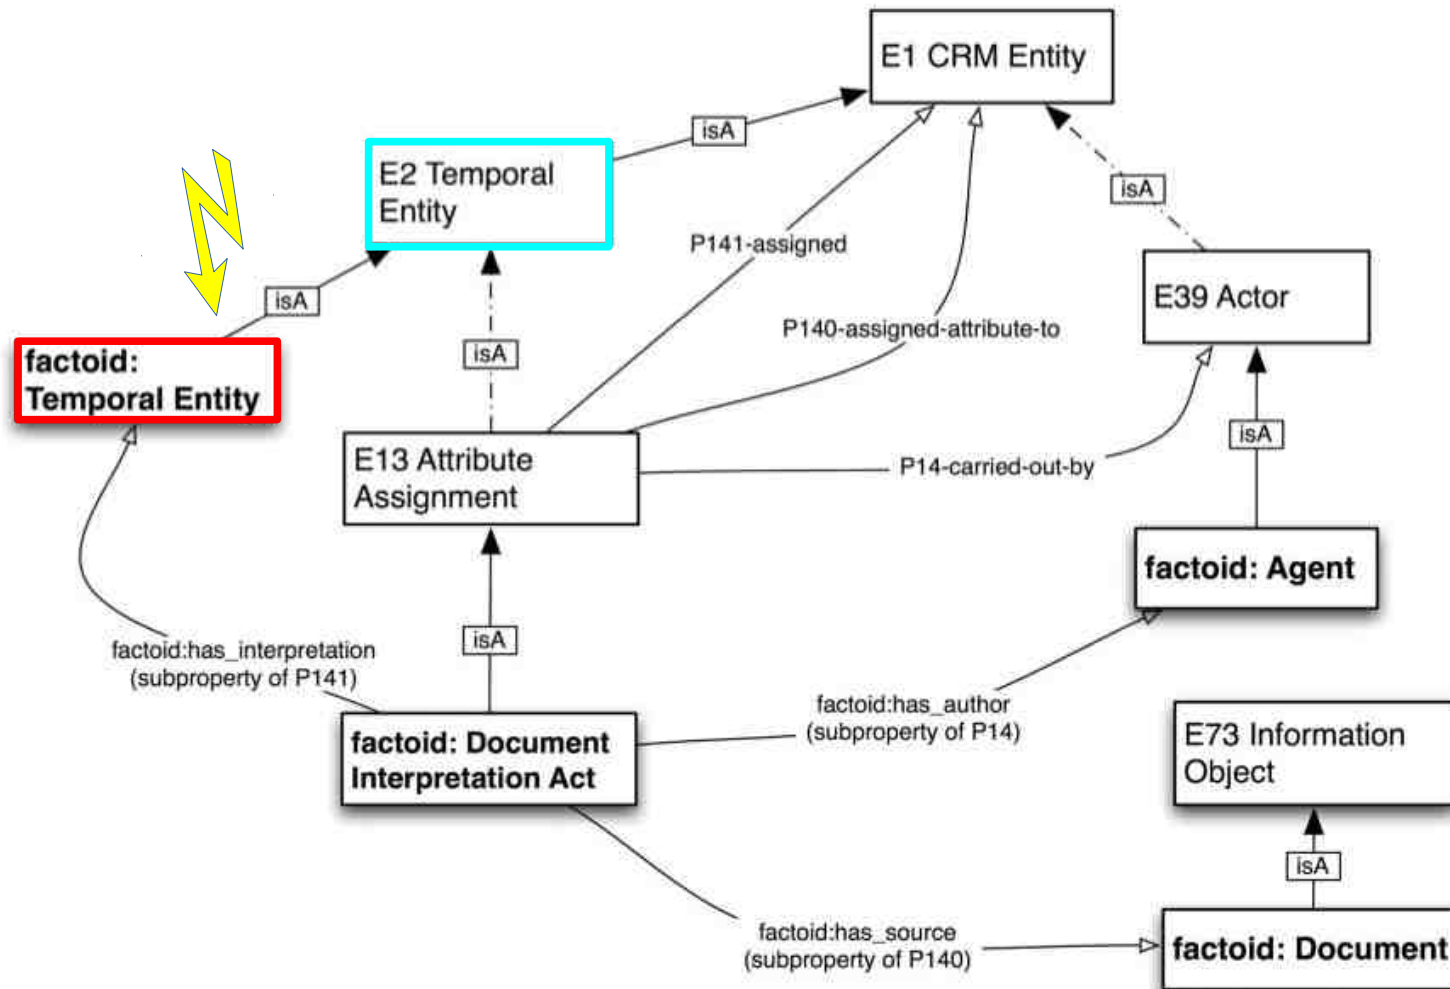 E1 CRM Entity
isA
E2 Temporal
Entity
isA
P141-assigned
E39 Actor
isA
P140-assigned-attribute-to
factoid:
Temporal Entity
isA
E13 Attribute
Assignment
P14-carried-out-by
isA
factoid: Agent
isA
factoid:has_interpretation
(subproperty of P141)
factoid:has_author
(subproperty of P14)
factoid: Document
Interpretation Act
E73 Information
Object
isA
factoid:has_source
(subproperty of P140)
factoid: Document